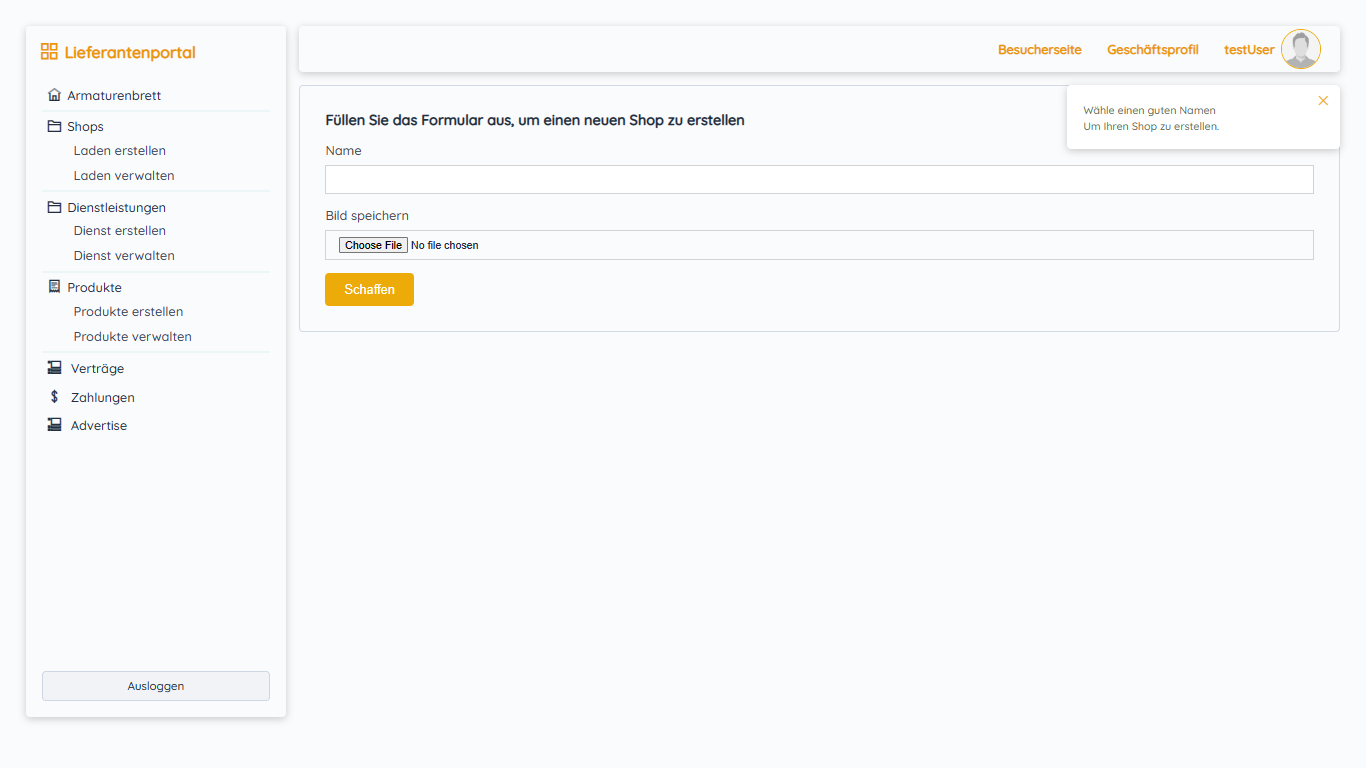 Lieferantenportal
Armaturenbrett
Shops
Laden erstellen
Laden verwalten
Dienstleistungen
Dienst erstellen
Dienst verwalten
Produkte
Produkte erstellen
Produkte verwalten
Verträge
Zahlungen
Advertise
Ausloggen
Besucherseite Geschäftsprofil testUser
Wähle einen guten Namen
Um Ihren Shop zu erstellen.
Füllen Sie das Formular aus, um einen neuen Shop zu erstellen
Name
Bild speichern
Choose File No file chosen
Schaffen